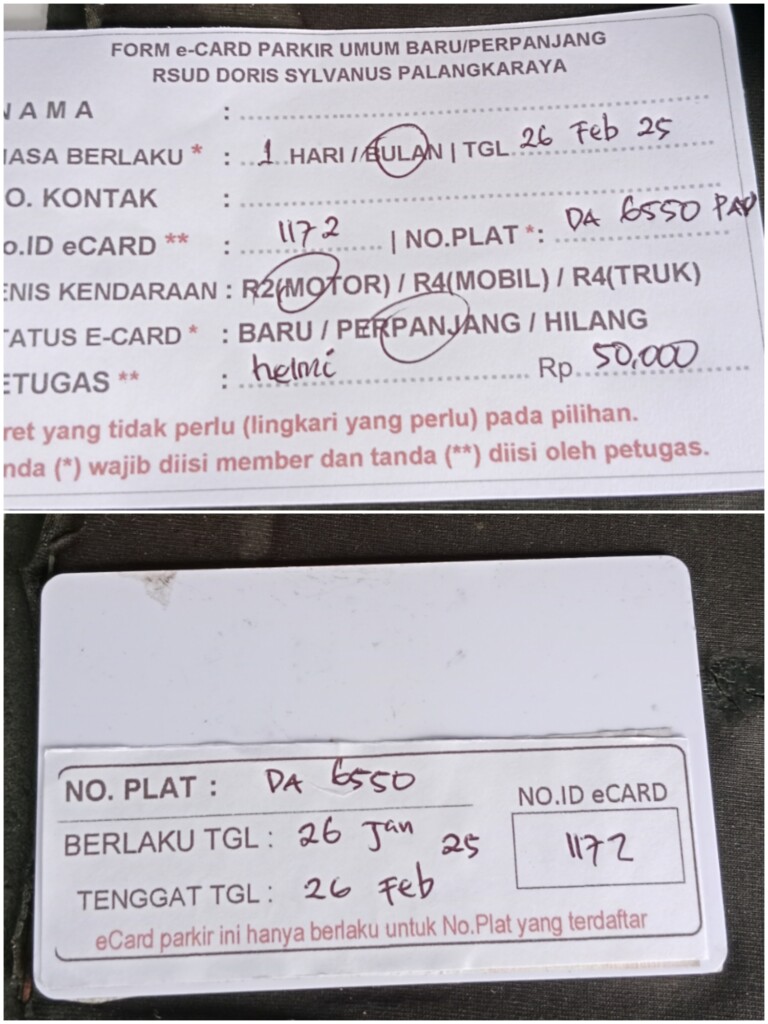 FORM e-CARD PARKIR UMUM BARU/PERPANJANG
RSUD DORIS SYLVANUS PALANGKARAYA
NAMA :
ASA BERLAKU * : 1 HARI / BULAN | TGL 26 Feb 25
O. KONTAK :
o.ID eCARD ** : 1172 | NO.PLAT *: DA 6550 PAD
ENIS KENDARAAN : R2(MOTOR) / R4(MOBIL) / R4(TRUK)
TATUS E-CARD * : BARU / PERPANJANG / HILANG
ETUGAS ** : helmi Rp 50,000
ret yang tidak perlu (lingkari yang perlu) pada pilihan.
nda (*) wajib diisi member dan tanda (**) diisi oleh petugas.
NO. PLAT : DA 6550
BERLAKU TGL : 26 Jan 25
TENGGAT TGL : 26 Feb
NO.ID eCARD
1172
eCard parkir ini hanya berlaku untuk No.Plat yang terdaftar